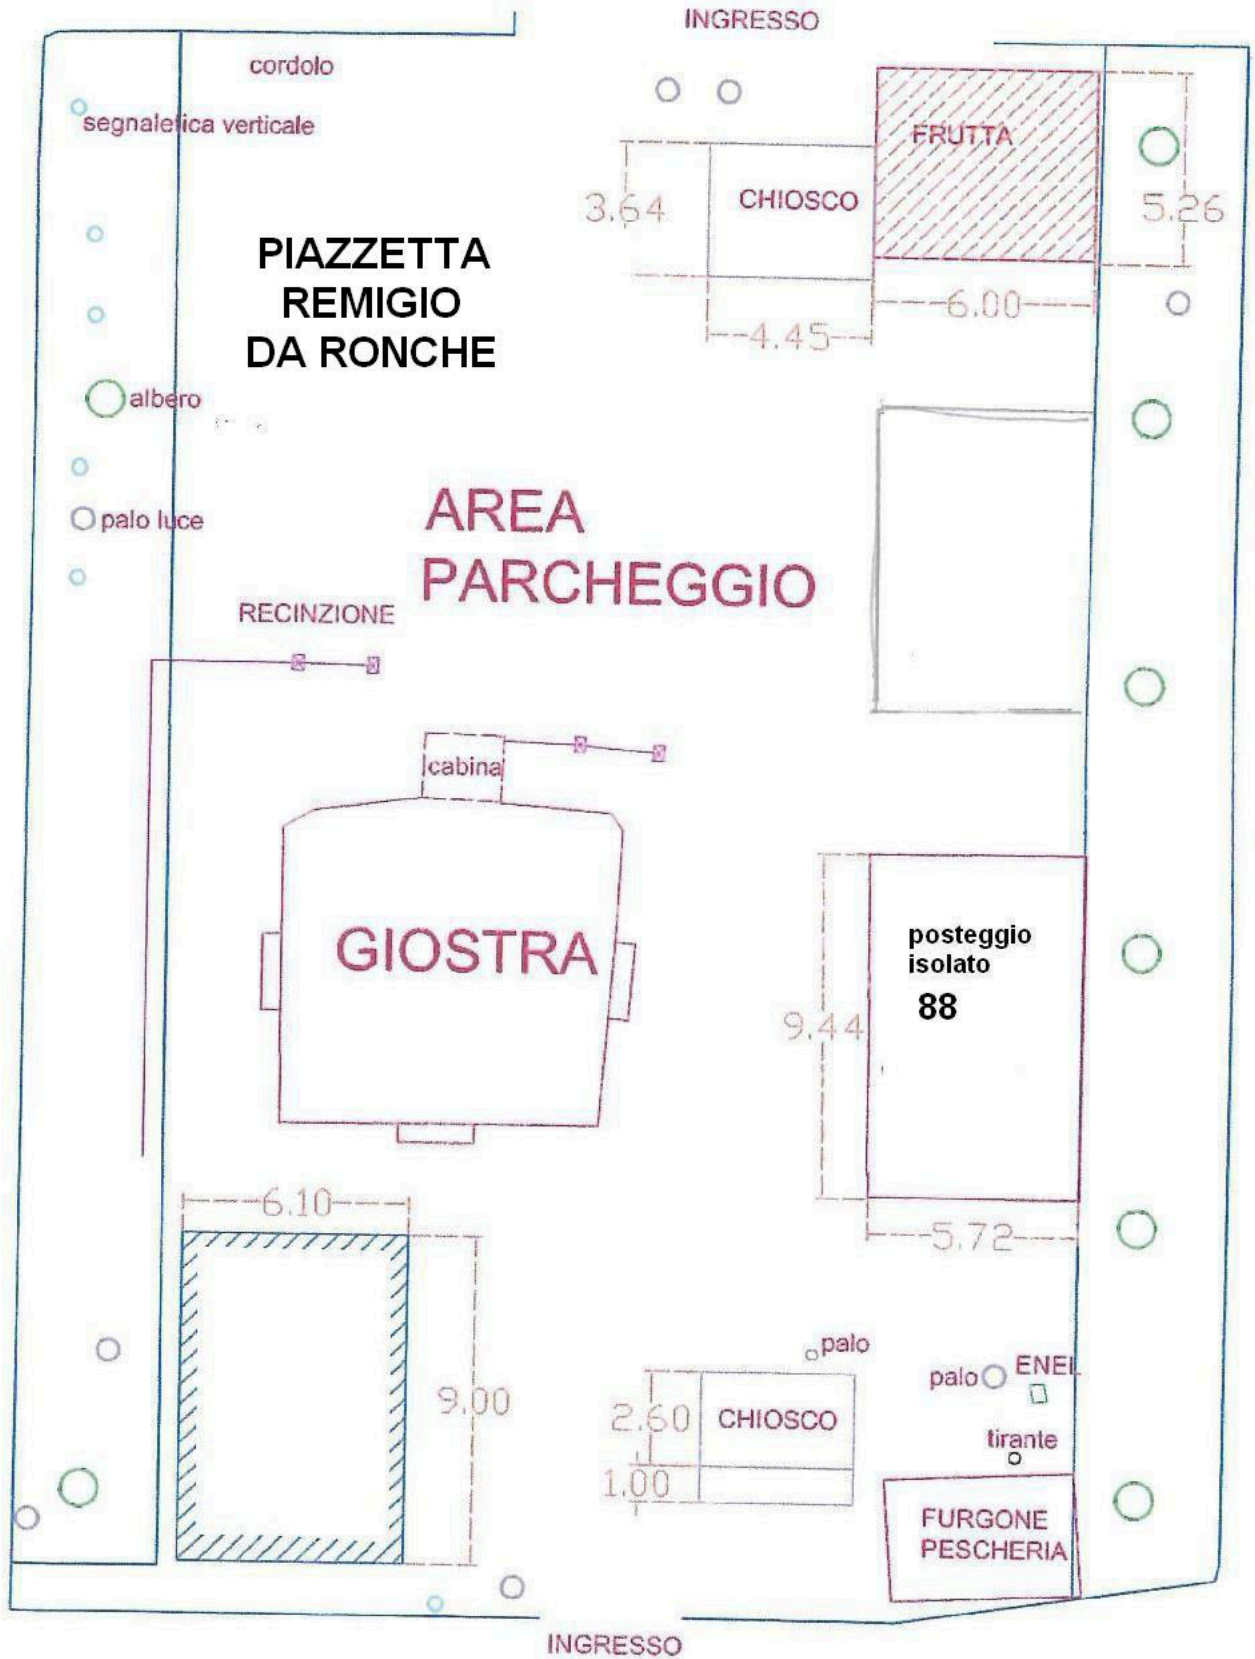 INGRESSO
cordolo
segnaletica verticale
FRUTTA
CHIOSCO
3.64
5.26
PIAZZETTA
REMIGIO
DA RONCHE
6.00
4.45
albero
AREA
PARCHEGGIO
palo luce
RECINZIONE
cabina
GIOSTRA
posteggio
isolato
88
9.44
6.10
5.72
palo
palo
ENEL
9.00
2.60
CHIOSCO
tirante
1.00
FURGONE
PESCHERIA
INGRESSO